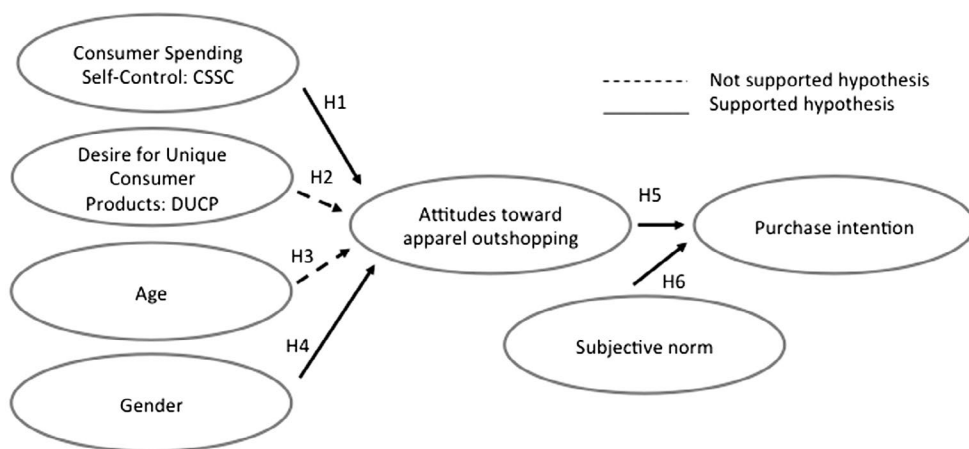 Consumer Spending
Self-Control: CSSC
H1
Not supported hypothesis
Supported hypothesis
Desire for Unique
Consumer
Products: DUCP
H2
Attitudes toward
apparel outshopping
H5
Purchase intention
H3
Age
H6
H4
Subjective norm
Gender